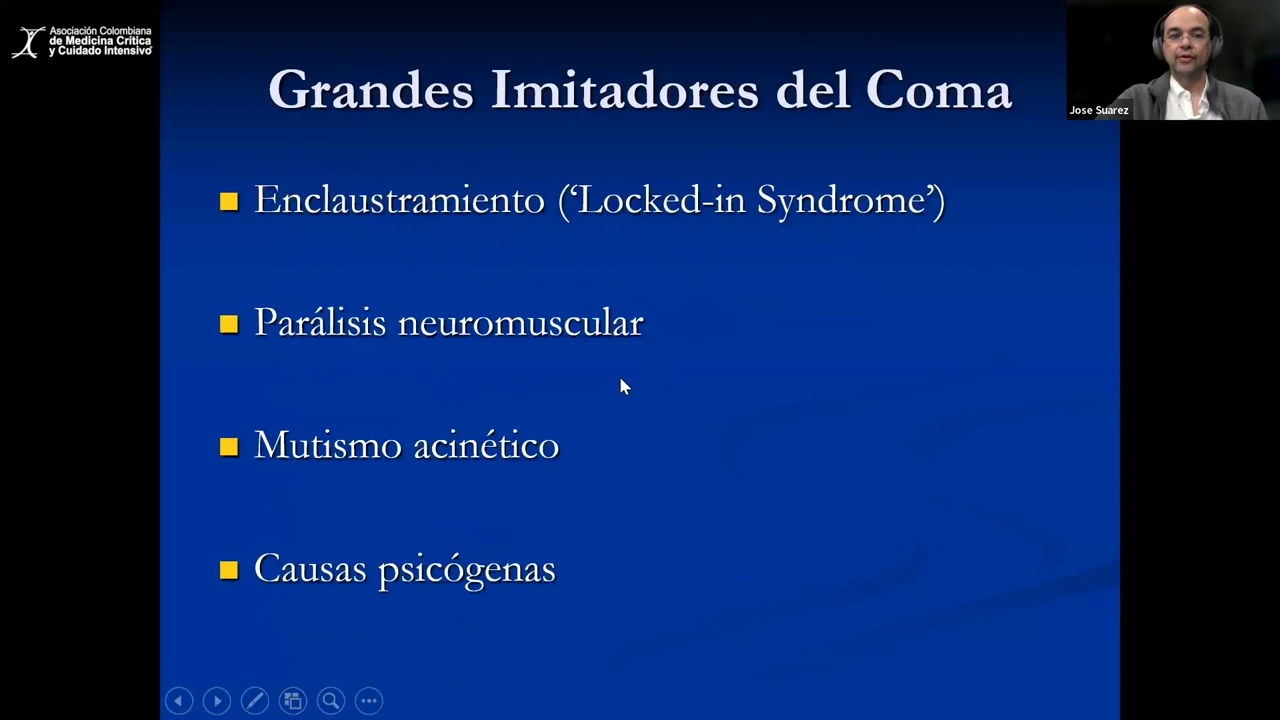 Asociación Colombiana
de Medicina Crítica
y Cuidado Intensivo
Grandes Imitadores del Coma
Jose Suarez
Enclaustramiento (‘Locked-in Syndrome’)
Parálisis neuromuscular
Mutismo acinético
Causas psicógenas